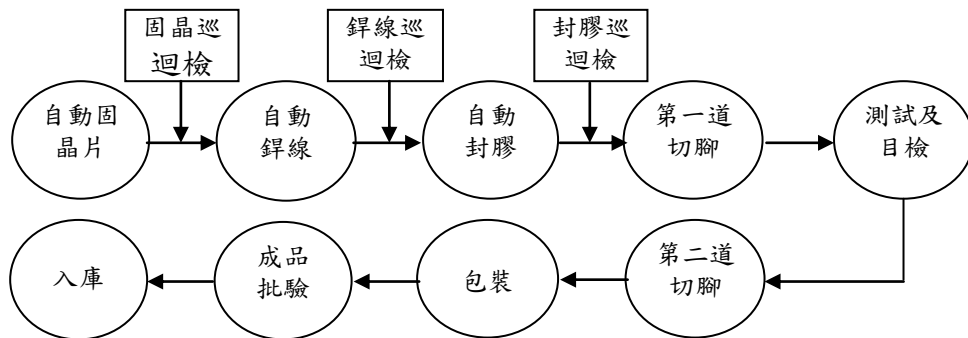 固晶巡
迴檢
銲線巡
迴檢
封膠巡
迴檢
自動固
晶片
自動
銲線
自動
封膠
第一道
切腳
測試及
目檢
第二道
切腳
包裝
成品
批驗
入庫